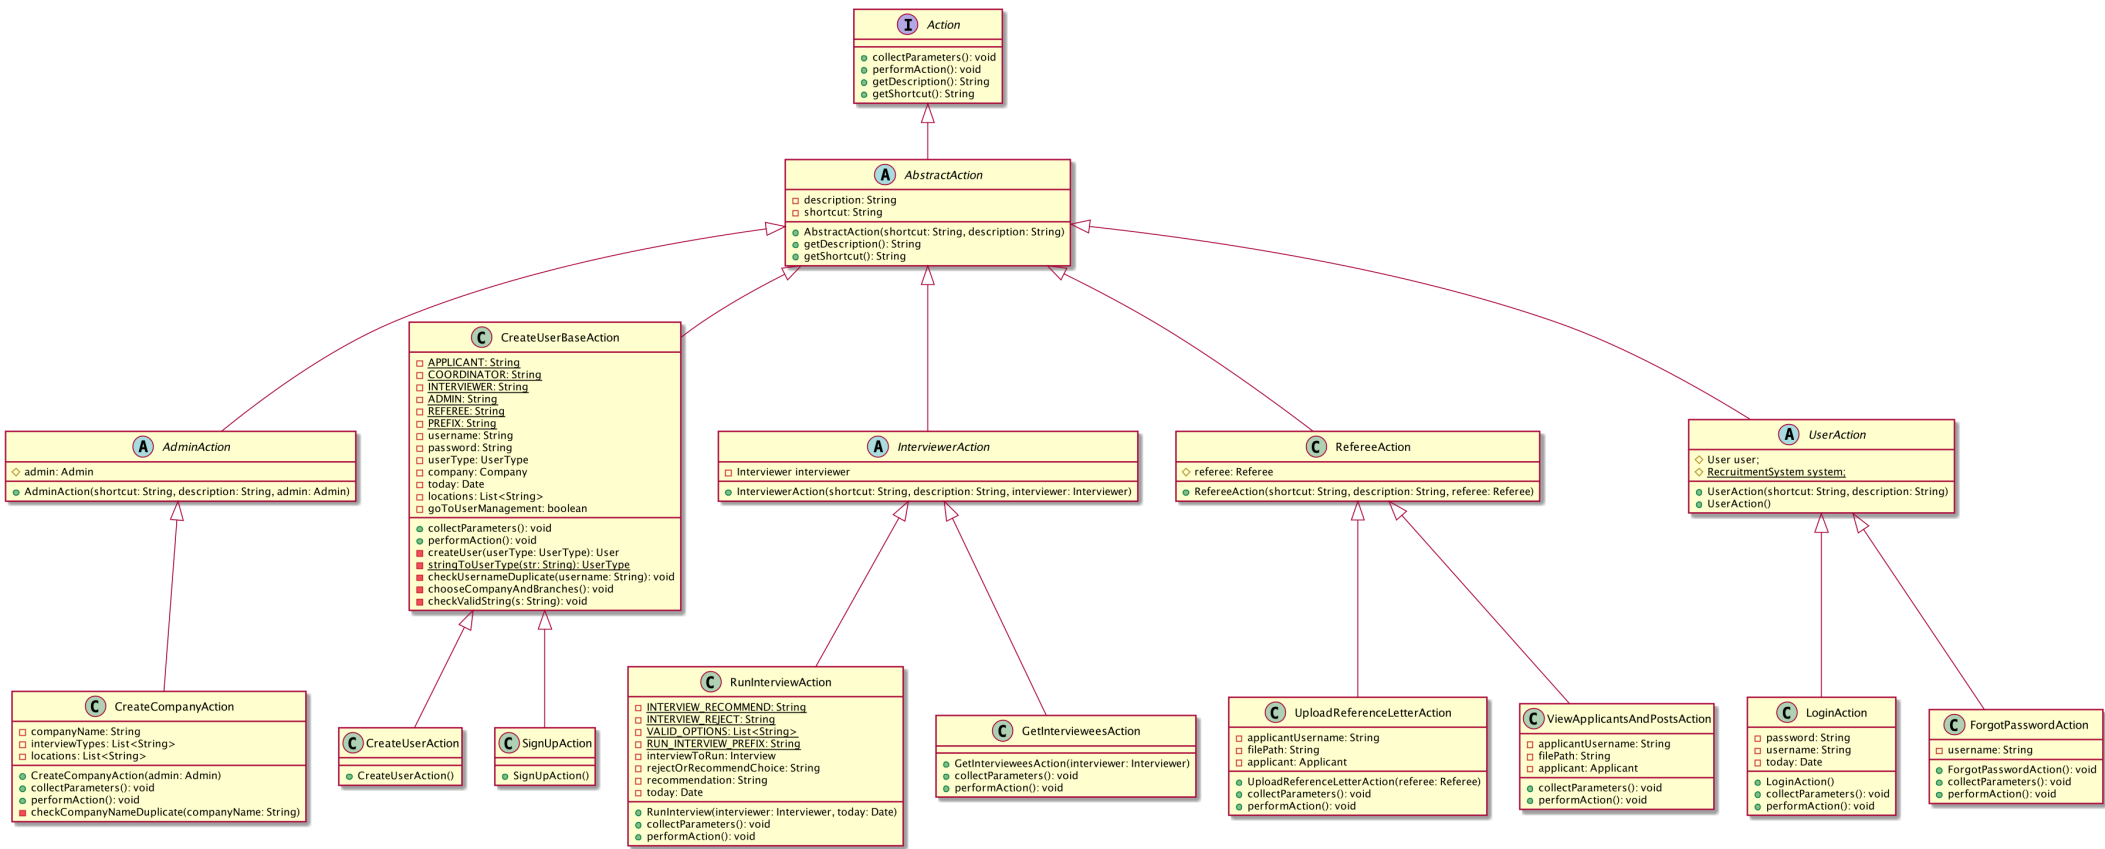 I Action
collectParameters(): void
performAction(): void
getDescription(): String
getShortcut(): String
A AbstractAction
description: String
shortcut: String
AbstractAction(shortcut: String, description: String)
getDescription(): String
getShortcut(): String
C CreateUserBaseAction
APPLICANT: String
COORDINATOR: String
INTERVIEWER: String
ADMIN: String
REFEREE: String
PREFIX: String
username: String
password: String
userType: UserType
company: Company
today: Date
locations: List<String>
goToUserManagement: boolean
collectParameters(): void
performAction(): void
createUser(userType: UserType): User
stringToUserType(str: String): UserType
checkUsernameDuplicate(username: String): void
chooseCompanyAndBranches(): void
checkValidString(s: String): void
A AdminAction
admin: Admin
AdminAction(shortcut: String, description: String, admin: Admin)
A InterviewerAction
Interviewer interviewer
InterviewerAction(shortcut: String, description: String, interviewer: Interviewer)
C RefereeAction
referee: Referee
RefereeAction(shortcut: String, description: String, referee: Referee)
A UserAction
User user;
RecruitmentSystem system;
UserAction(shortcut: String, description: String)
UserAction()
C CreateCompanyAction
companyName: String
interviewTypes: List<String>
locations: List<String>
CreateCompanyAction(admin: Admin)
collectParameters(): void
performAction(): void
checkCompanyNameDuplicate(companyName: String)
C CreateUserAction
CreateUserAction()
C SignUpAction
SignUpAction()
C RunInterviewAction
INTERVIEW_RECOMMEND: String
INTERVIEW_REJECT: String
VALID_OPTIONS: List<String>
RUN_INTERVIEW_PREFIX: String
interviewToRun: Interview
rejectOrRecommendChoice: String
recommendation: String
today: Date
RunInterview(interviewer: Interviewer, today: Date)
collectParameters(): void
performAction(): void
C GetIntervieweesAction
GetIntervieweesAction(interviewer: Interviewer)
collectParameters(): void
performAction(): void
C UploadReferenceLetterAction
applicantUsername: String
filePath: String
applicant: Applicant
UploadReferenceLetterAction(referee: Referee)
collectParameters(): void
performAction(): void
C ViewApplicantsAndPostsAction
applicantUsername: String
filePath: String
applicant: Applicant
collectParameters(): void
performAction(): void
C LoginAction
password: String
username: String
today: Date
LoginAction()
collectParameters(): void
performAction(): void
C ForgotPasswordAction
username: String
ForgotPasswordAction(): void
collectParameters(): void
performAction(): void